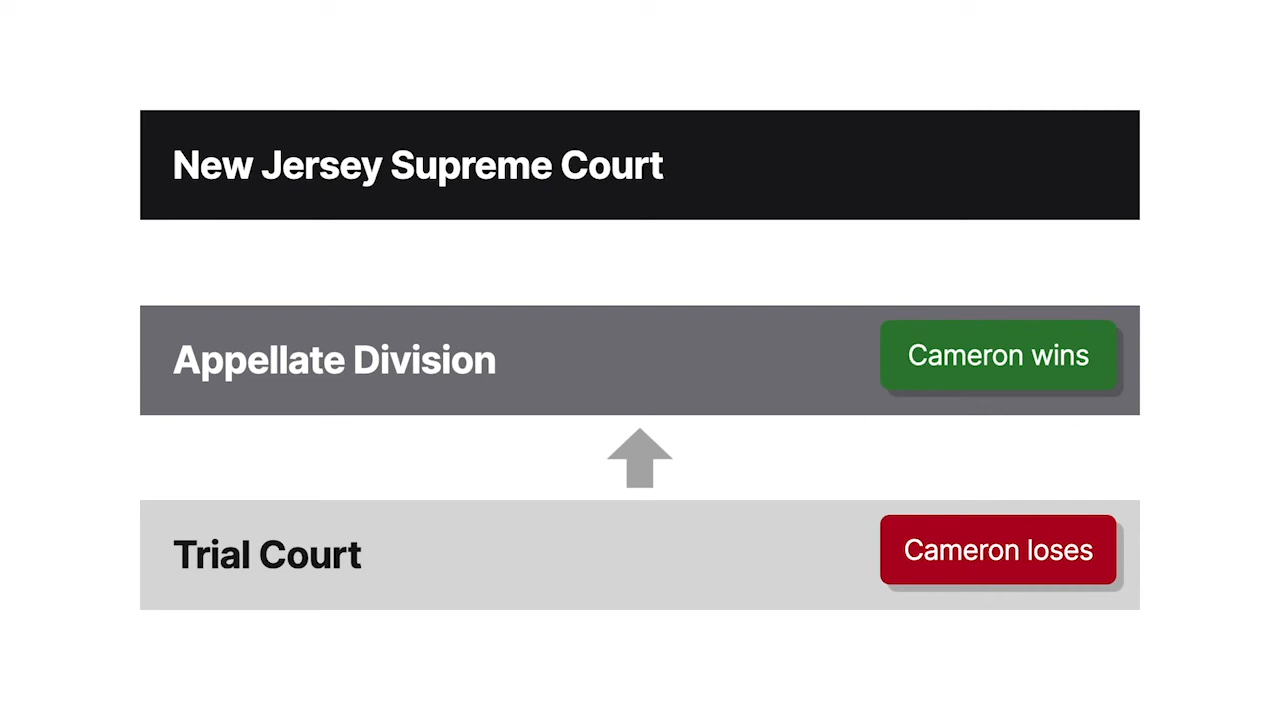 New Jersey Supreme Court
Appellate Division
Cameron wins
Trial Court
Cameron loses